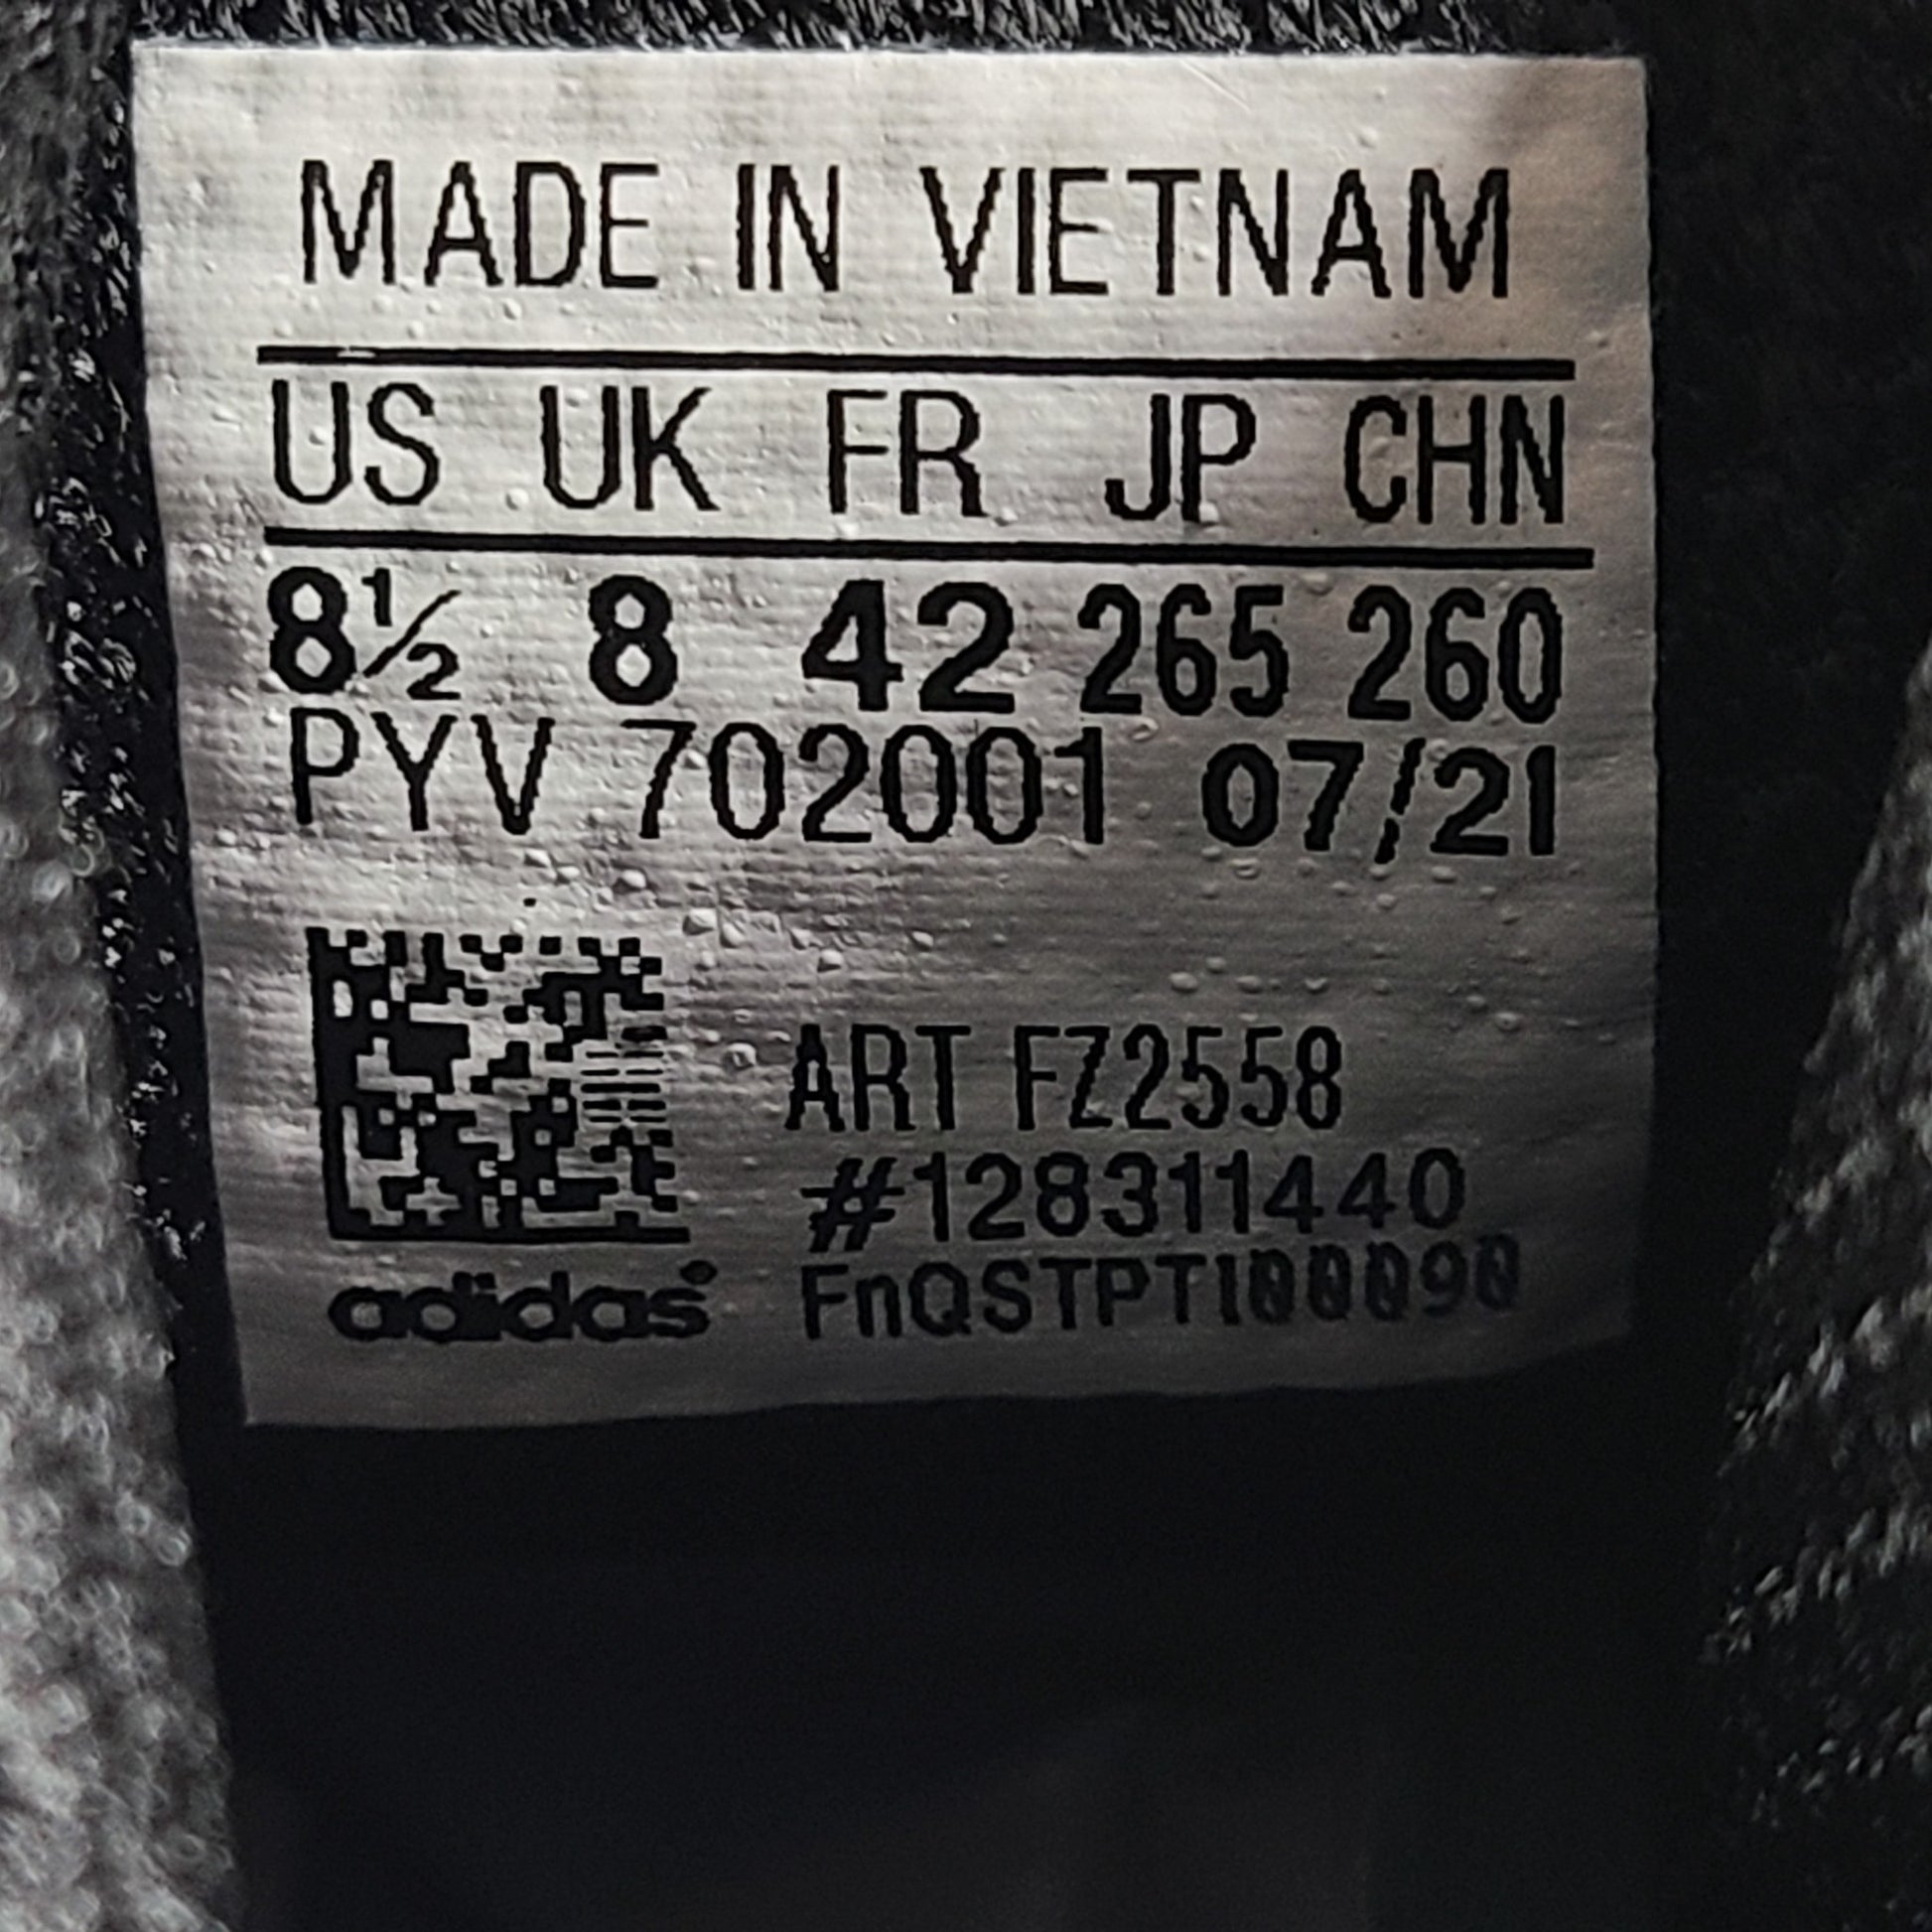 MADE IN VIETNAM
US UK FR JP CHN
8½ 8 42 265 260
PYV 702001 07/21
ART FZ2558
#128311440
adidas FnQSTPTI00090